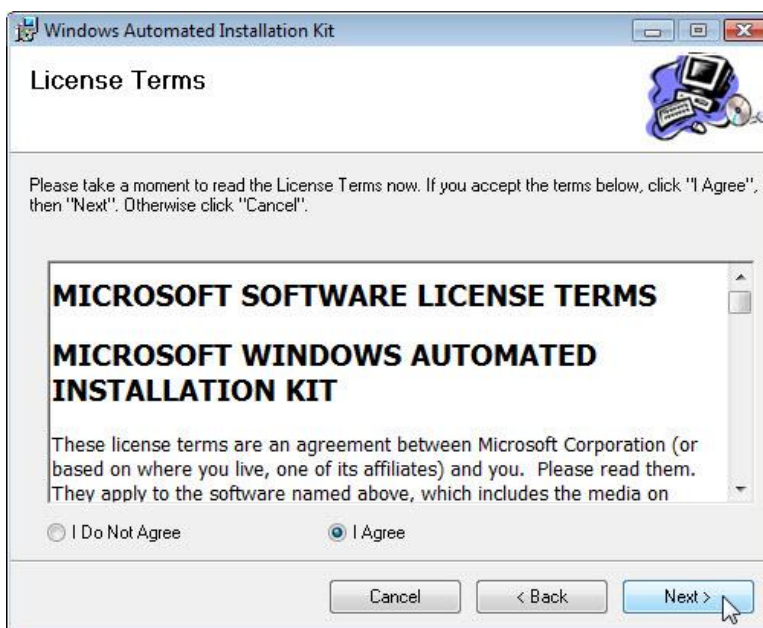 Windows Automated Installation Kit
License Terms
Please take a moment to read the License Terms now. If you accept the terms below, click "I Agree",
then "Next". Otherwise click "Cancel".
MICROSOFT SOFTWARE LICENSE TERMS
MICROSOFT WINDOWS AUTOMATED
INSTALLATION KIT
These license terms are an agreement between Microsoft Corporation (or
based on where you live, one of its affiliates) and you.  Please read them.
They apply to the software named above, which includes the media on
I Do Not Agree
I Agree
Cancel
< Back
Next >